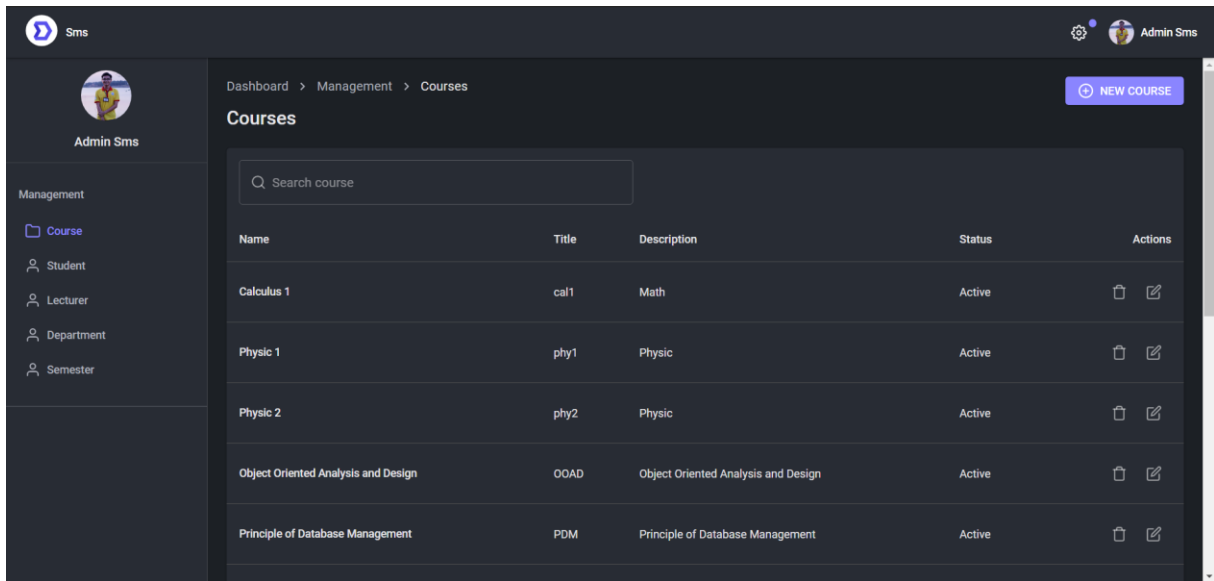 Sms
Admin Sms
Admin Sms
Management
Course
Student
Lecturer
Department
Semester
Dashboard > Management > Courses
NEW COURSE
Courses
Search course
Name Title Description Status Actions
Calculus 1 cal1 Math Active
Physic 1 phy1 Physic Active
Physic 2 phy2 Physic Active
Object Oriented Analysis and Design OOAD Object Oriented Analysis and Design Active
Principle of Database Management PDM Principle of Database Management Active